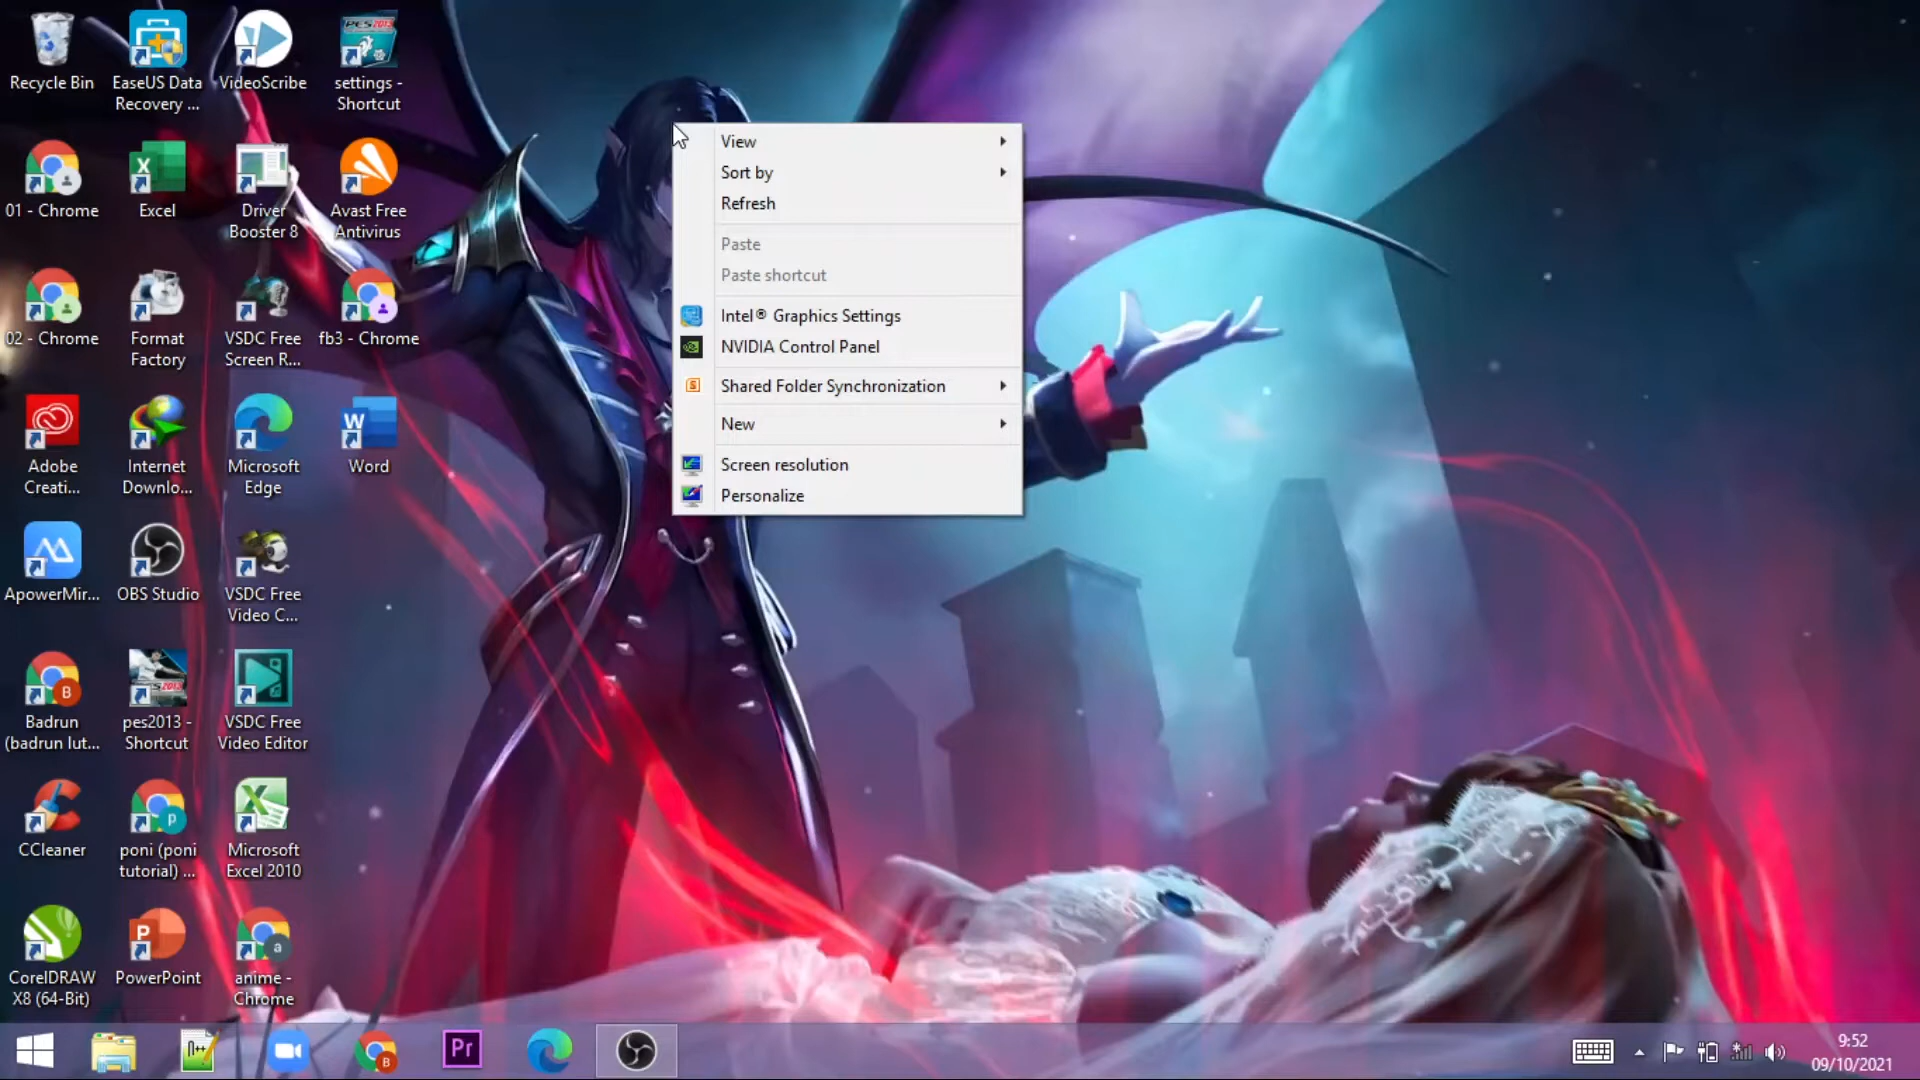 Recycle Bin
EaseUS Data
Recovery ...
VideoScribe
PES2013
settings -
Shortcut
01 - Chrome
Excel
Driver
Booster 8
Avast Free
Antivirus
02 - Chrome
Format
Factory
VSDC Free
Screen R...
fb3 - Chrome
Adobe
Creati...
Internet
Downlo...
Microsoft
Edge
Word
ApowerMir...
OBS Studio
VSDC Free
Video C...
Badrun
(badrun lut...
pes2013 -
Shortcut
VSDC Free
Video Editor
CCleaner
poni (poni
tutorial) ...
Microsoft
Excel 2010
CorelDRAW
X8 (64-Bit)
PowerPoint
anime -
Chrome
View
Sort by
Refresh
Paste
Paste shortcut
Intel® Graphics Settings
NVIDIA Control Panel
Shared Folder Synchronization
New
Screen resolution
Personalize
Pr
9:52
09/10/2021